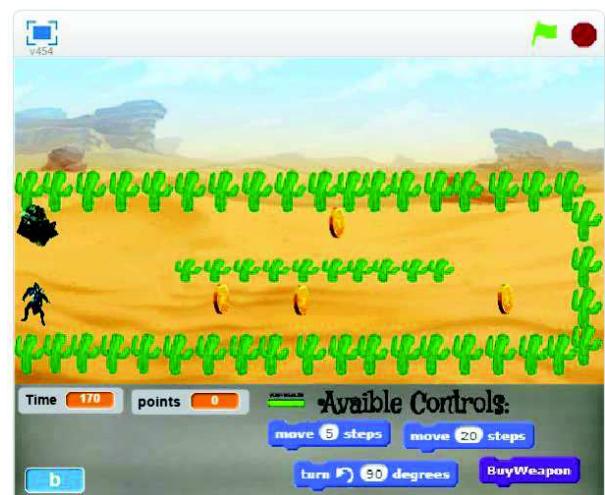 v454
Time 170
points 0
Avaible Controls:
move 5 steps
move 20 steps
turn 90 degrees
BuyWeapon
b